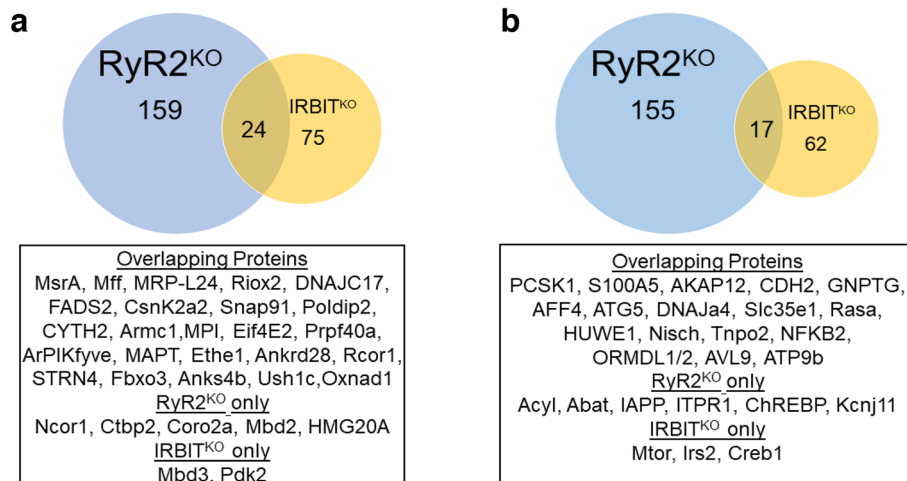 a
RyR2KO
159
24
IRBITKO
75
Overlapping Proteins
MsrA, Mff, MRP-L24, Riox2, DNAJC17,
FADS2, CsnK2a2, Snap91, Poldip2,
CYTH2, Armc1,MPI, Eif4E2, Prpf40a,
ArPIKfyve, MAPT, Ethe1, Ankrd28, Rcor1,
STRN4, Fbxo3, Anks4b, Ush1c,Oxnad1
RyR2KO only
Ncor1, Ctbp2, Coro2a, Mbd2, HMG20A
IRBITKO only
Mbd3, Pdk2
b
RyR2KO
155
17
IRBITKO
62
Overlapping Proteins
PCSK1, S100A5, AKAP12, CDH2, GNPTG,
AFF4, ATG5, DNAJa4, Slc35e1, Rasa,
HUWE1, Nisch, Tnpo2, NFKB2,
ORMDL1/2, AVL9, ATP9b
RyR2KO only
Acyl, Abat, IAPP, ITPR1, ChREBP, Kcnj11
IRBITKO only
Mtor, Irs2, Creb1